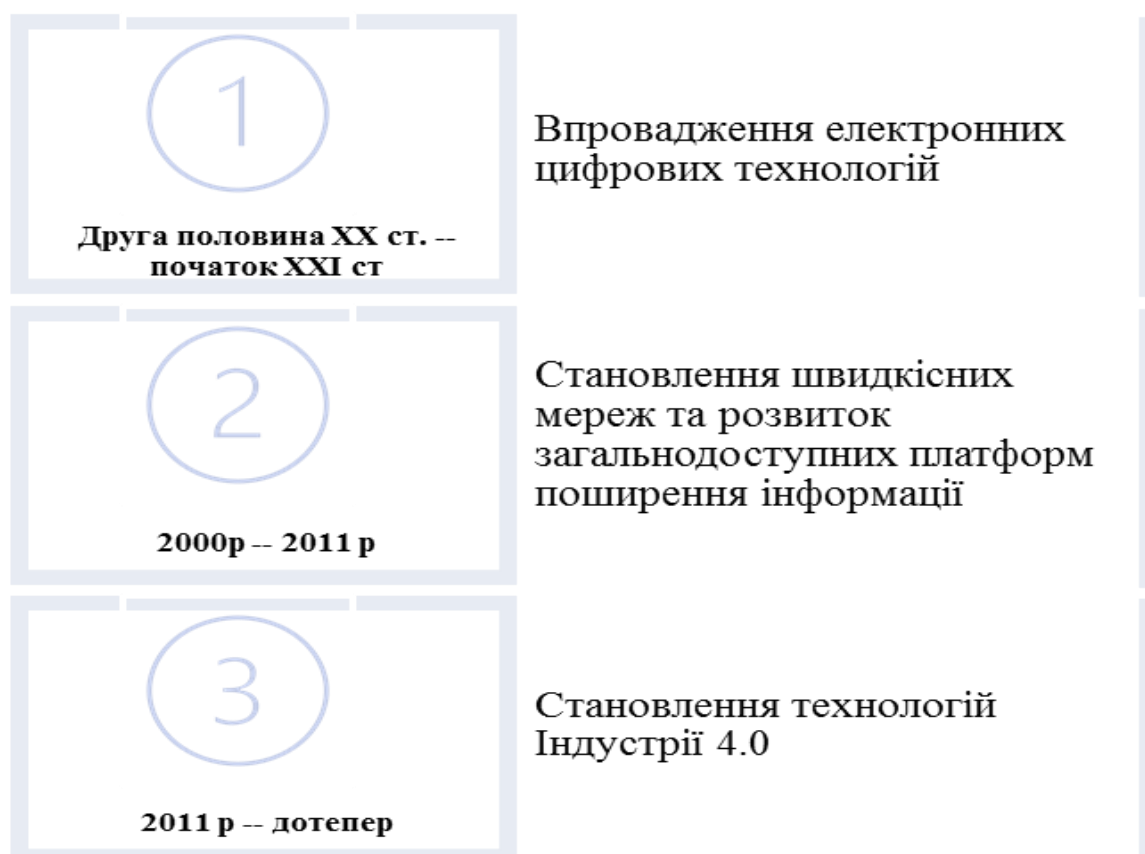 1
Друга половина XX ст. --
початок XXI ст
Впровадження електронних
цифрових технологій
2
2000р -- 2011 р
Становлення швидкісних
мереж та розвиток
загальнодоступних платформ
поширення інформації
3
2011 р -- дотепер
Становлення технологій
Індустрії 4.0